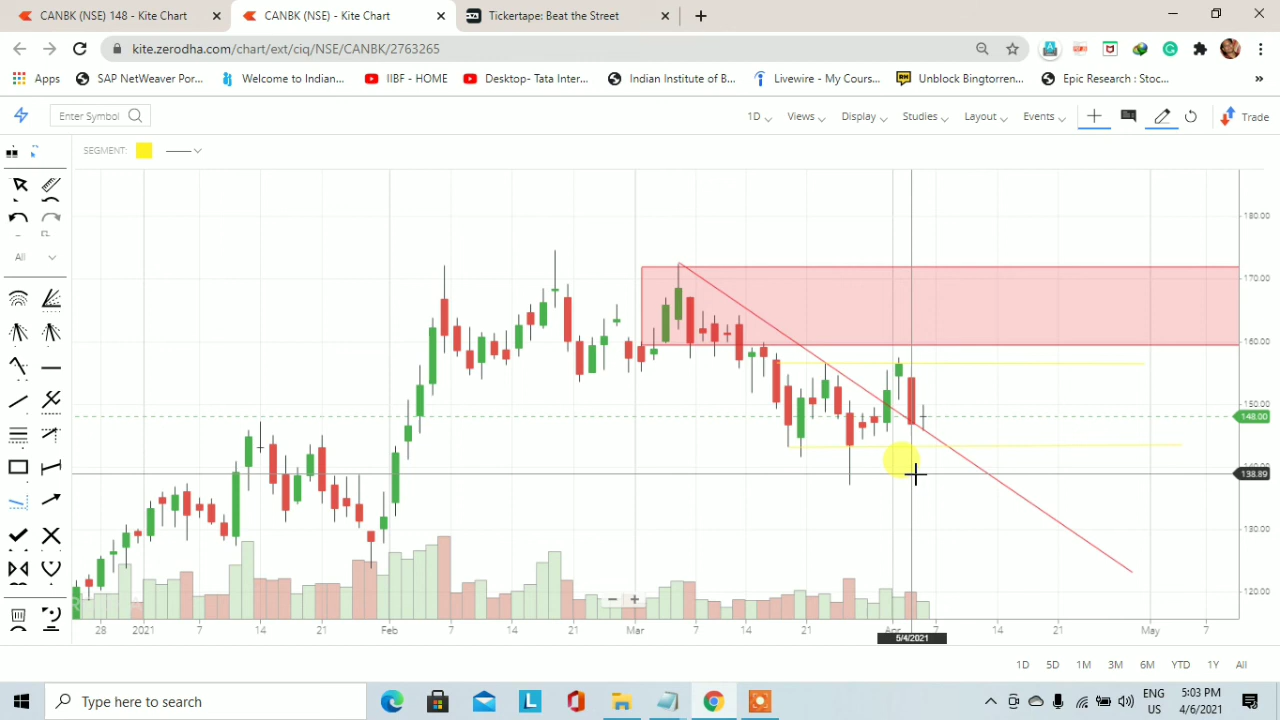 CANBK (NSE) 148 - Kite Chart
CANBK (NSE) - Kite Chart
Tickertape: Beat the Street
kite.zerodha.com/chart/ext/ciq/NSE/CANBK/2763265
Apps
SAP NetWeaver Por...
Welcome to Indian...
IIBF - HOME
Desktop- Tata Inter...
Indian Institute of B...
Livewire - My Cours...
Unblock Bingtorren...
Epic Research : Stoc...
»
Enter Symbol
1D
Views
Display
Studies
Layout
Events
Trade
SEGMENT:
All
180.00
170.00
160.00
150.00
148.00
138.89
130.00
120.00
28 2021 7 14 21 Feb 7 14 21 Mar 7 14 21 Apr 7 14 21 May 7
5/4/2021
1D 5D 1M 3M 6M YTD 1Y All
Type here to search
ENG
US
5:03 PM
4/6/2021